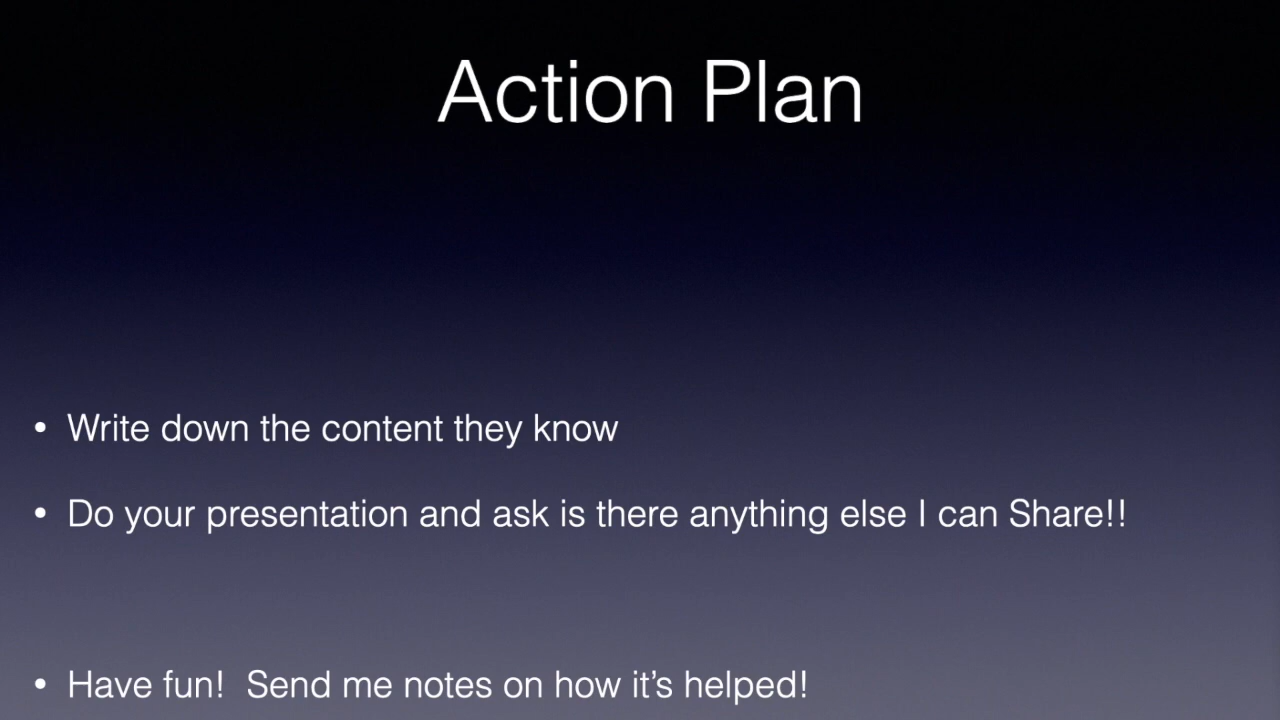 Action Plan
• Write down the content they know
• Do your presentation and ask is there anything else I can Share!!
• Have fun!  Send me notes on how it’s helped!